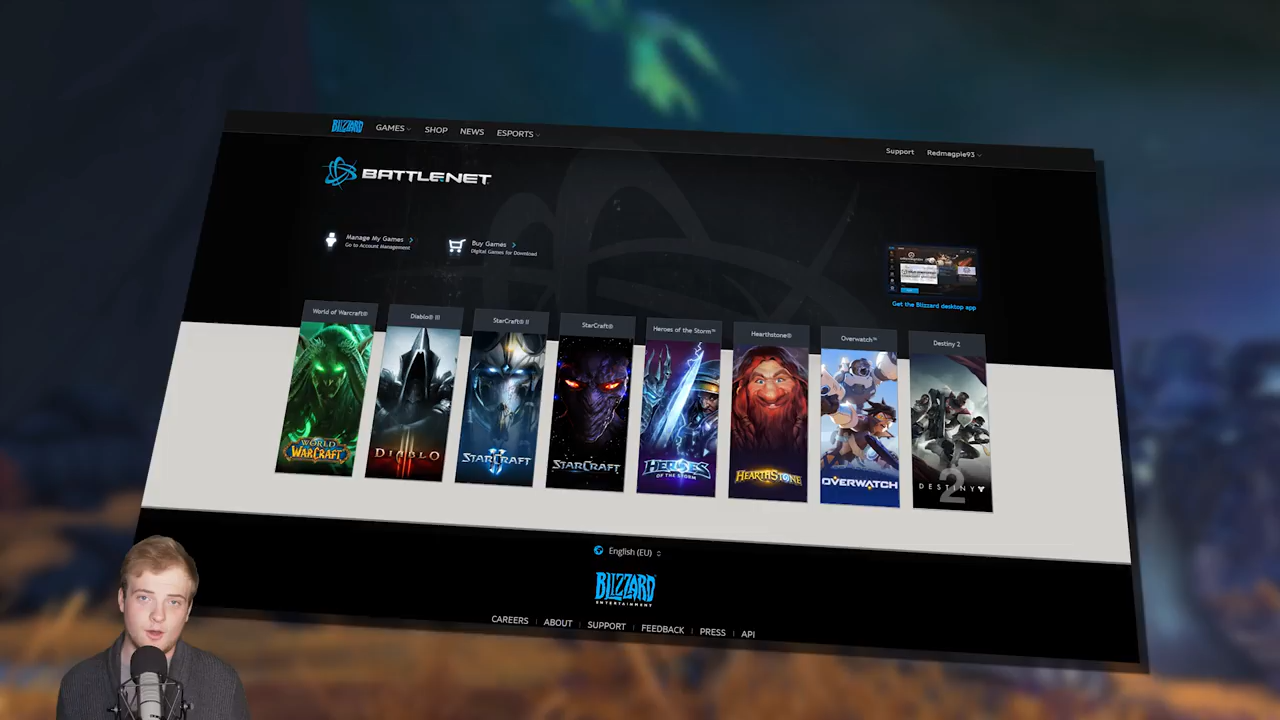 BLIZZARD GAMES SHOP NEWS ESPORTS Support Redmagpie93
BATTLE.NET
Manage My Games
Go to Account Management
Buy Games
Digital Games for Download
Get the Blizzard desktop app
World of Warcraft®
Diablo® III
StarCraft® II
StarCraft®
Heroes of the Storm™
Hearthstone®
Overwatch™
Destiny 2
WORLD
OF WARCRAFT
DIABLO
STARCRAFT
II
STARCRAFT
HEROES
OF THE STORM
HEARTHSTONE
OVERWATCH
DESTINY
2
English (EU)
BLIZZARD
ENTERTAINMENT
CAREERS | ABOUT | SUPPORT | FEEDBACK | PRESS | API